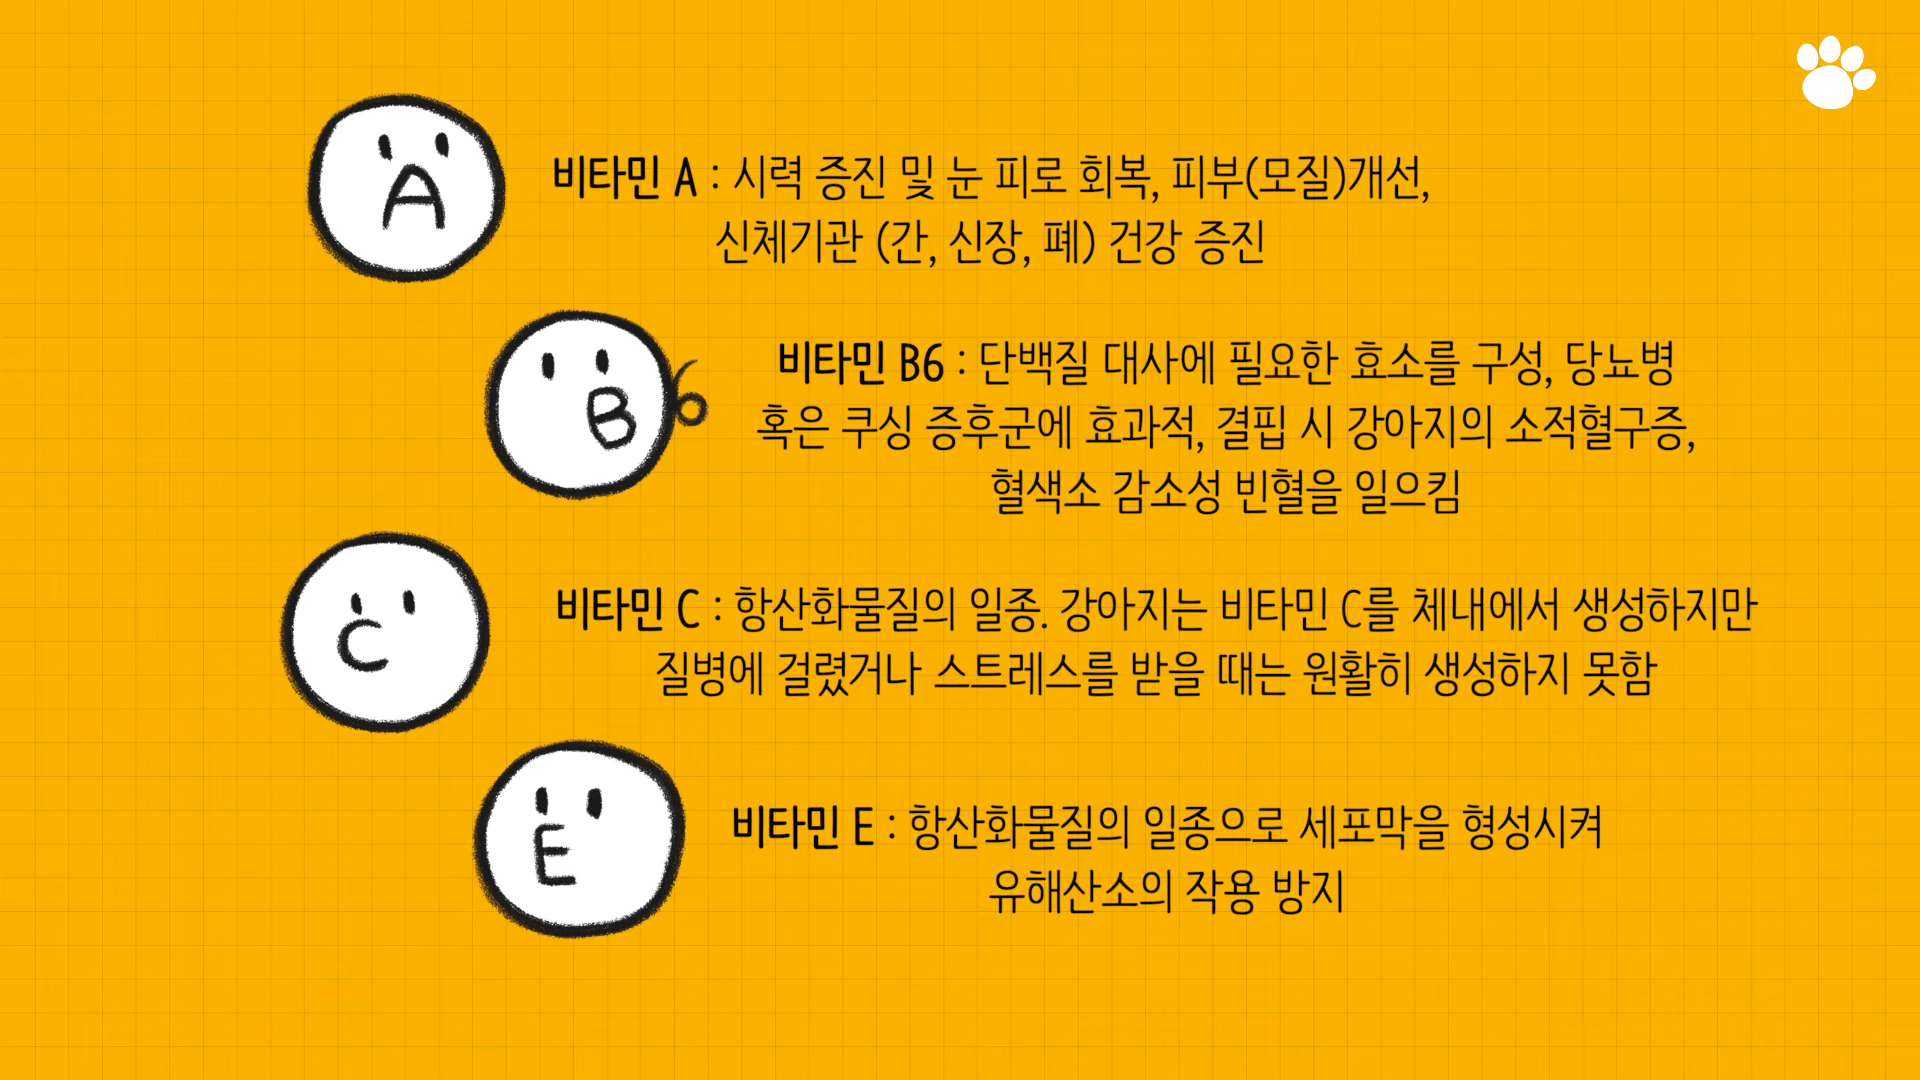 A
비타민 A : 시력 증진 및 눈 피로 회복, 피부(모질)개선,
신체기관 (간, 신장, 폐) 건강 증진
B6
비타민 B6 : 단백질 대사에 필요한 효소를 구성, 당뇨병
혹은 쿠싱 증후군에 효과적, 결핍 시 강아지의 소적혈구증,
혈색소 감소성 빈혈을 일으킴
C
비타민 C : 항산화물질의 일종. 강아지는 비타민 C를 체내에서 생성하지만
질병에 걸렸거나 스트레스를 받을 때는 원활히 생성하지 못함
E
비타민 E : 항산화물질의 일종으로 세포막을 형성시켜
유해산소의 작용 방지